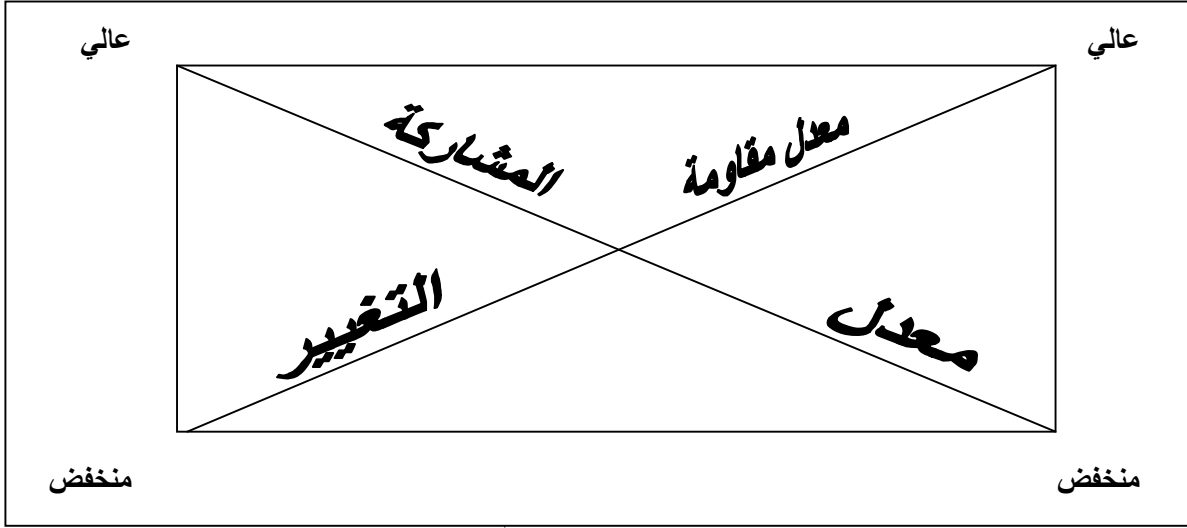 عالي
عالي
معدل مقاومة
التغيير
معدل
المشاركة
منخفض
منخفض